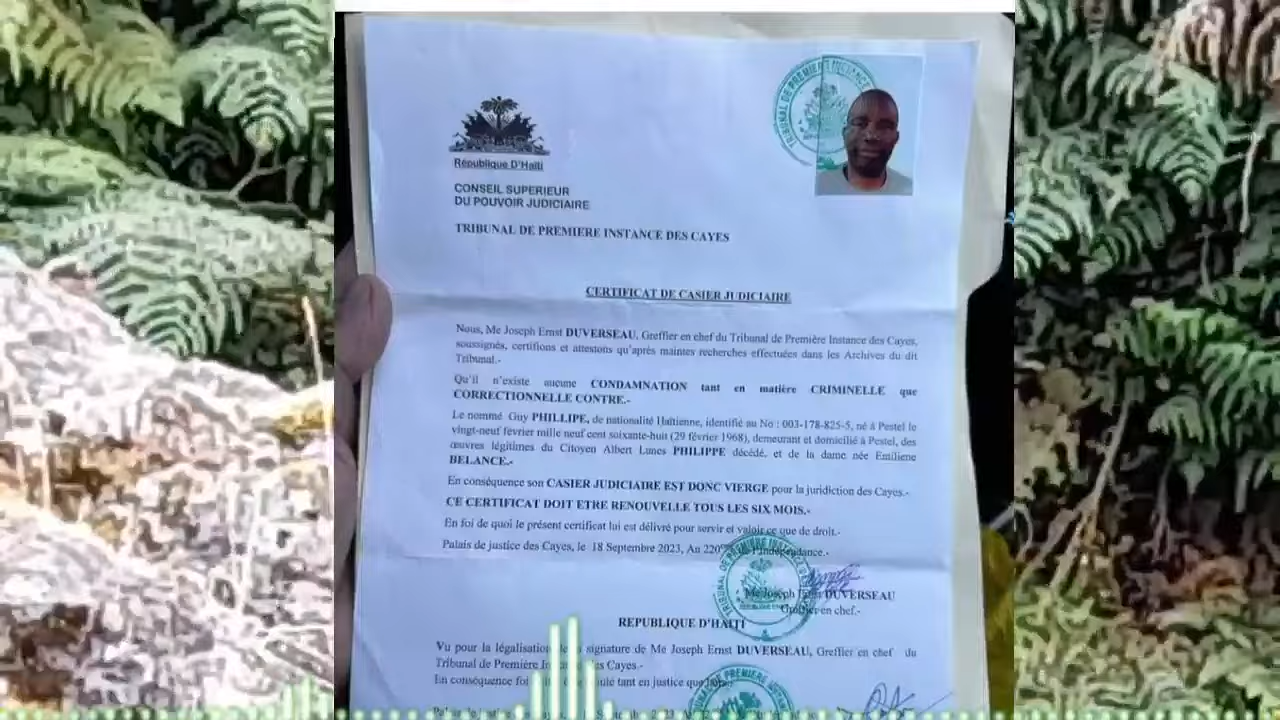 République D'Haïti
CONSEIL SUPERIEUR
DU POUVOIR JUDICIAIRE
TRIBUNAL DE PREMIERE INSTANCE DES CAYES
CERTIFICAT DE CASIER JUDICIAIRE
Nous, Me Joseph Ernst DUVERSEAU, Greffier en chef du Tribunal de Première Instance des Cayes,
soussignés, certifions et attestons qu'après maintes recherches effectuées dans les Archives du dit
Tribunal.-
Qu'il n'existe aucune CONDAMNATION tant en matière CRIMINELLE que
CORRECTIONNELLE CONTRE.-
Le nommé Guy PHILLIPE, de nationalité Haïtienne, identifié au No : 003-178-825-5, né à Pestel le
vingt-neuf février mille neuf cent soixante-huit (29 février 1968), demeurant et domicilié à Pestel, des
œuvres légitimes du Citoyen Albert Lunes PHILIPPE décédé, et de la dame née Emiliene
BELANCE.-
En conséquence son CASIER JUDICIAIRE EST DONC VIERGE pour la juridiction des Cayes.-
CE CERTIFICAT DOIT ETRE RENOUVELLE TOUS LES SIX MOIS.-
En foi de quoi le présent certificat lui est délivré pour servir et valoir ce que de droit.-
Palais de justice des Cayes, le 18 Septembre 2023, An 220
Me Joseph Ernst DUVERSEAU
Greffier en chef.-
REPUBLIQUE D'HAITI
Vu pour la légalisation signature de Me Joseph Ernst DUVERSEAU, Greffier en chef du
Tribunal de Première des Cayes.-
En conséquence foi tant en justice que